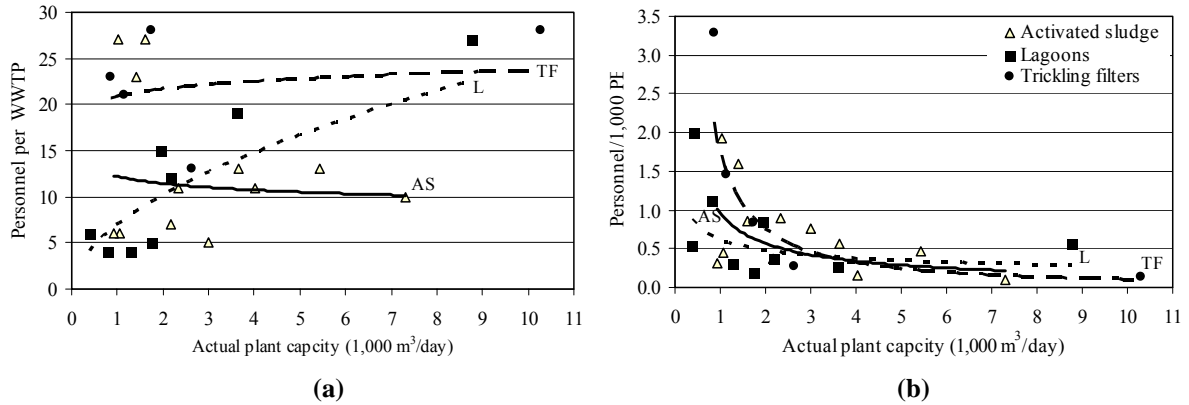 30
25
20
15
10
5
0
Personnel per WWTP
TF
L
AS
0 1 2 3 4 5 6 7 8 9 10 11
Actual plant capcity (1,000 m³/day)
(a)
3.5
3.0
2.5
2.0
1.5
1.0
0.5
0.0
Personnel/1,000 PE
Activated sludge
Lagoons
Trickling filters
AS
L
TF
0 1 2 3 4 5 6 7 8 9 10 11
Actual plant capcity (1,000 m³/day)
(b)